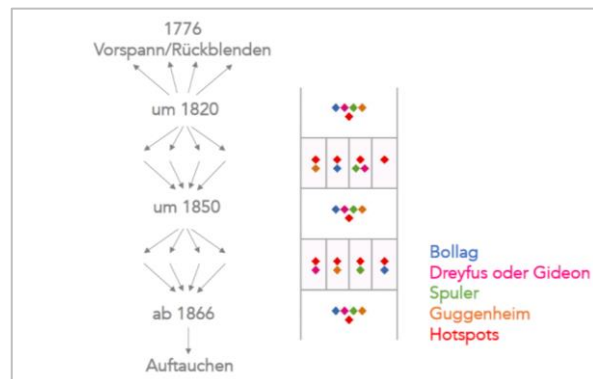 1776
Vorspann/Rückblenden
um 1820
um 1850
ab 1866
Auftauchen
Bollag
Dreyfus oder Gideon
Spuler
Guggenheim
Hotspots